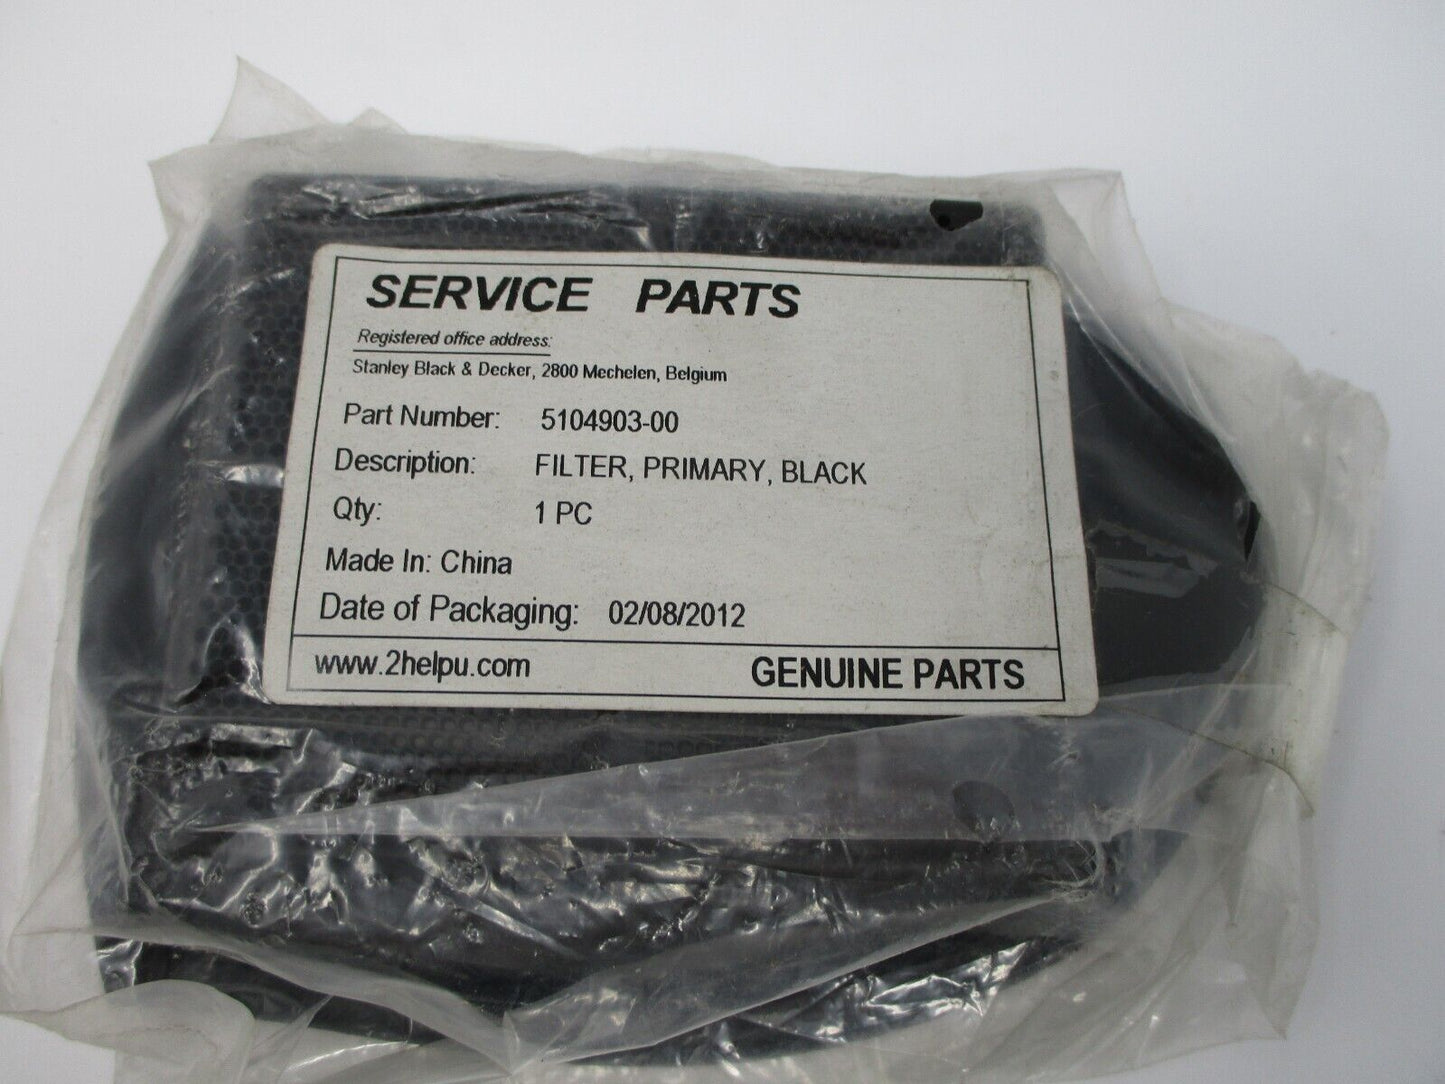 SERVICE PARTS
Registered office address:
Stanley Black & Decker, 2800 Mechelen, Belgium
Part Number: 5104903-00
Description: FILTER, PRIMARY, BLACK
Qty: 1 PC
Made In: China
Date of Packaging: 02/08/2012
www.2helpu.com GENUINE PARTS